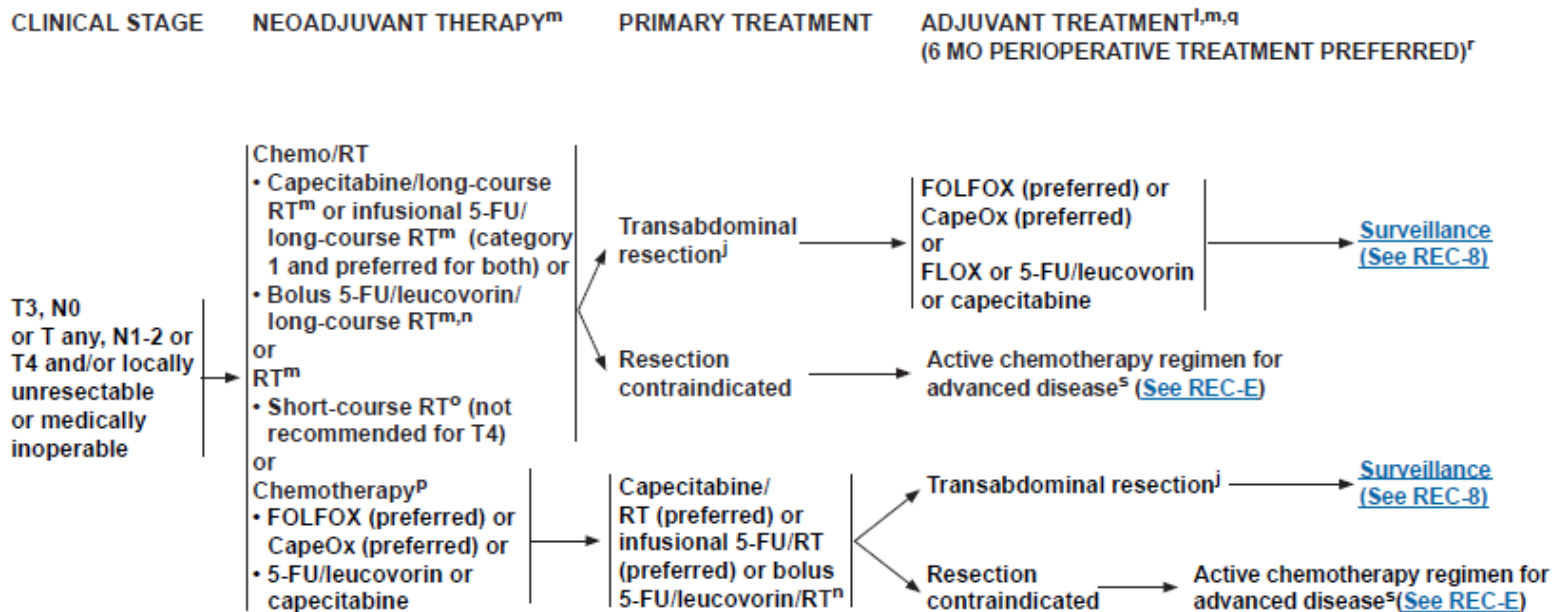 CLINICAL STAGE
NEOADJUVANT THERAPYᵐ
PRIMARY TREATMENT
ADJUVANT TREATMENTˡ,ᵐ,q
(6 MO PERIOPERATIVE TREATMENT PREFERRED)ʳ
T3, N0
or T any, N1-2 or
T4 and/or locally
unresectable
or medically
inoperable
Chemo/RT
• Capecitabine/long-course
RTᵐ or infusional 5-FU/
long-course RTᵐ (category
1 and preferred for both) or
• Bolus 5-FU/leucovorin/
long-course RTᵐ,ⁿ
or
RTᵐ
• Short-course RTᵒ (not
recommended for T4)
or
Chemotherapyᵖ
• FOLFOX (preferred) or
CapeOx (preferred) or
• 5-FU/leucovorin or
capecitabine
Transabdominal
resectionʲ
FOLFOX (preferred) or
CapeOx (preferred)
or
FLOX or 5-FU/leucovorin
or capecitabine
Surveillance
(See REC-8)
Resection
contraindicated
Active chemotherapy regimen for
advanced diseaseˢ (See REC-E)
Capecitabine/
RT (preferred) or
infusional 5-FU/RT
(preferred) or bolus
5-FU/leucovorin/RTⁿ
Transabdominal resectionʲ
Surveillance
(See REC-8)
Resection
contraindicated
Active chemotherapy regimen for
advanced diseaseˢ(See REC-E)